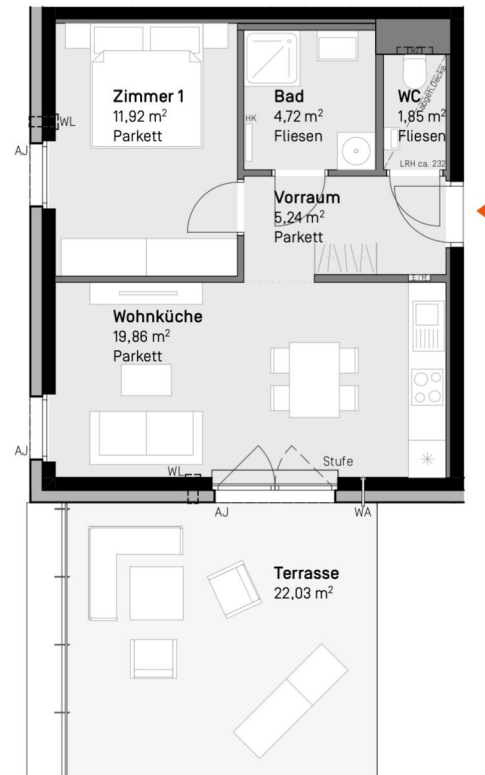 Zimmer 1
11,92 m²
Parkett
Bad
4,72 m²
Fliesen
WC
1,85 m²
Fliesen
abgeh. Decke
LRH ca. 232
HK
WL
AJ
Vorraum
5,24 m²
Parkett
E / M
Wohnküche
19,86 m²
Parkett
AJ
WL
Stufe
AJ
WA
Terrasse
22,03 m²